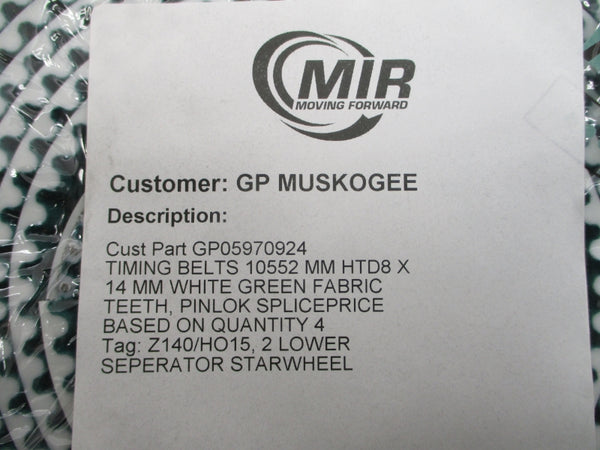 MIR
MOVING FORWARD
Customer: GP MUSKOGEE
Description:
Cust Part GP05970924
TIMING BELTS 10552 MM HTD8 X
14 MM WHITE GREEN FABRIC
TEETH, PINLOK SPLICEPRICE
BASED ON QUANTITY 4
Tag: Z140/HO15, 2 LOWER
SEPERATOR STARWHEEL